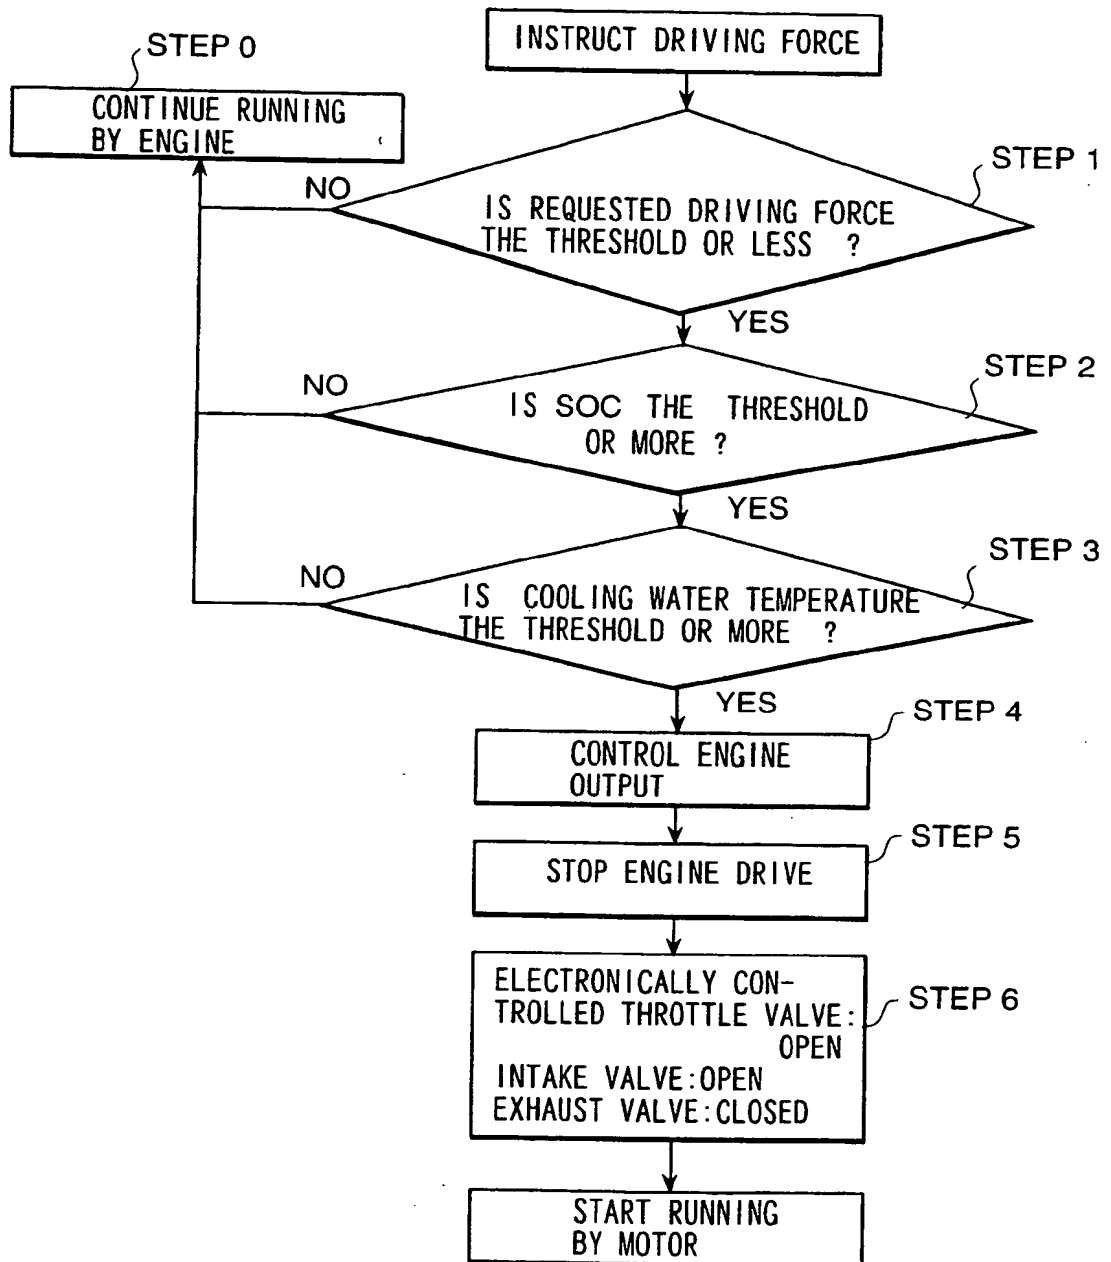 INSTRUCT DRIVING FORCE
STEP 0
CONTINUE RUNNING
BY ENGINE
STEP 1
NO
IS REQUESTED DRIVING FORCE
THE THRESHOLD OR LESS ?
YES
STEP 2
NO
IS SOC THE THRESHOLD
OR MORE ?
YES
STEP 3
NO
IS COOLING WATER TEMPERATURE
THE THRESHOLD OR MORE ?
YES
STEP 4
CONTROL ENGINE
OUTPUT
STEP 5
STOP ENGINE DRIVE
ELECTRONICALLY CON-
TROLLED THROTTLE VALVE:
OPEN
STEP 6
INTAKE VALVE:OPEN
EXHAUST VALVE:CLOSED
START RUNNING
BY MOTOR